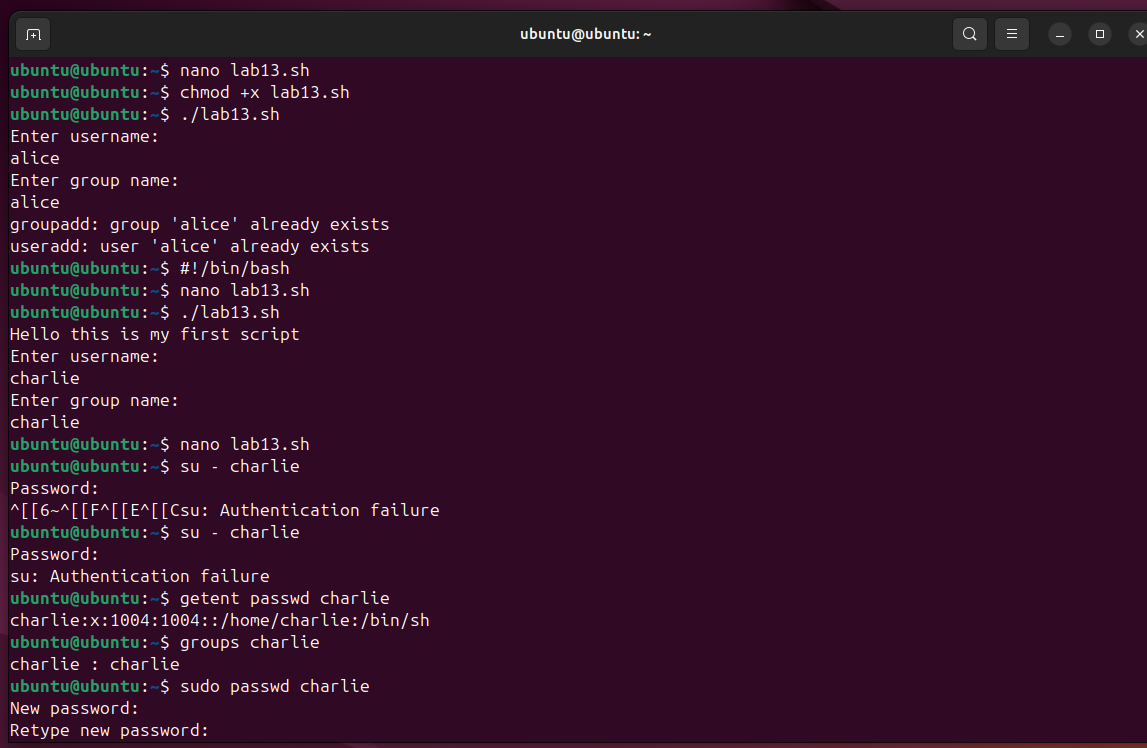 ubuntu@ubuntu: ~
ubuntu@ubuntu:~$ nano lab13.sh
ubuntu@ubuntu:~$ chmod +x lab13.sh
ubuntu@ubuntu:~$ ./lab13.sh
Enter username:
alice
Enter group name:
alice
groupadd: group 'alice' already exists
useradd: user 'alice' already exists
ubuntu@ubuntu:~$ #!/bin/bash
ubuntu@ubuntu:~$ nano lab13.sh
ubuntu@ubuntu:~$ ./lab13.sh
Hello this is my first script
Enter username:
charlie
Enter group name:
charlie
ubuntu@ubuntu:~$ nano lab13.sh
ubuntu@ubuntu:~$ su - charlie
Password:
^[[6~^[[F^[[E^[[Csu: Authentication failure
ubuntu@ubuntu:~$ su - charlie
Password:
su: Authentication failure
ubuntu@ubuntu:~$ getent passwd charlie
charlie:x:1004:1004::/home/charlie:/bin/sh
ubuntu@ubuntu:~$ groups charlie
charlie : charlie
ubuntu@ubuntu:~$ sudo passwd charlie
New password:
Retype new password: